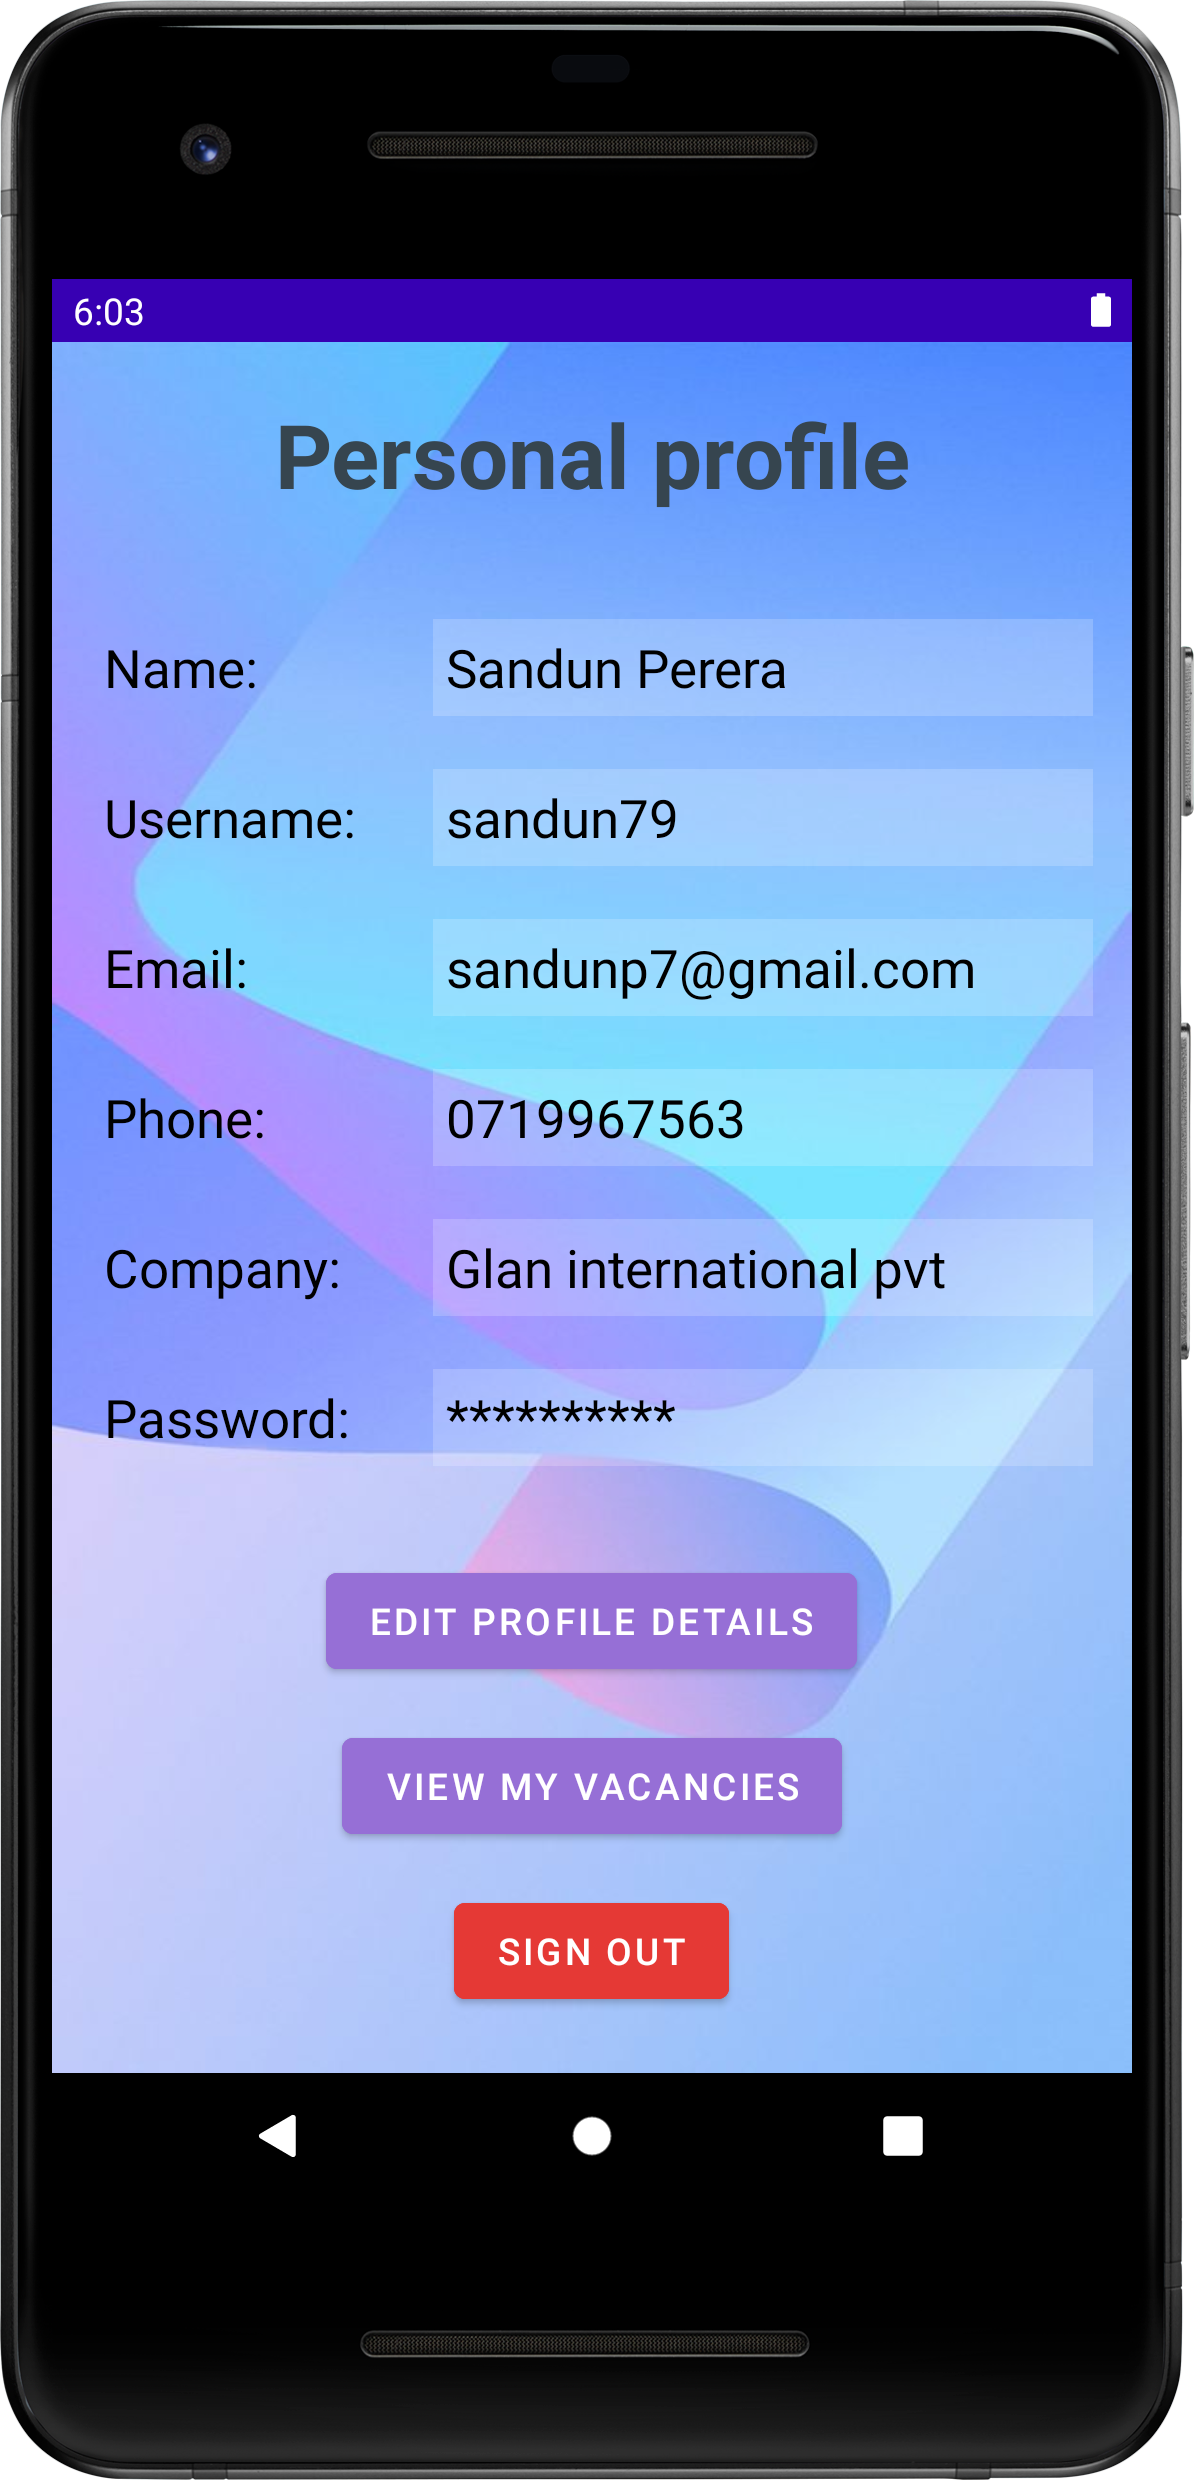 6:03
Personal profile
Name: Sandun Perera
Username: sandun79
Email: sandunp7@gmail.com
Phone: 0719967563
Company: Glan international pvt
Password: **********
EDIT PROFILE DETAILS
VIEW MY VACANCIES
SIGN OUT